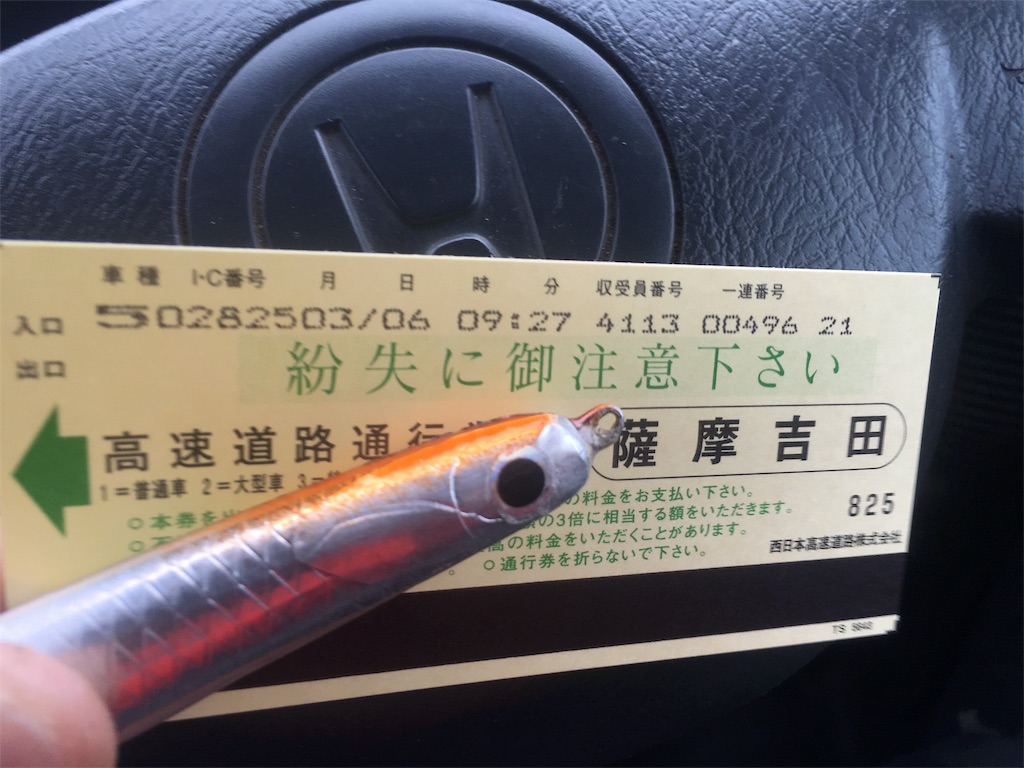 車種 I·C番号 月 日 時 分 収受員番号 一連番号
入口 50282503/06 09:27 4113 00496 21
出口 紛失に御注意下さい
高速道路通行 薩摩吉田
1=普通車 2=大型車 3=
○本券を の料金をお支払い下さい。
の3倍に相当する額をいただきます。 825
高の料金をいただくことがあります。
○通行券を折らないで下さい。 西日本高速道路株式会社
TS